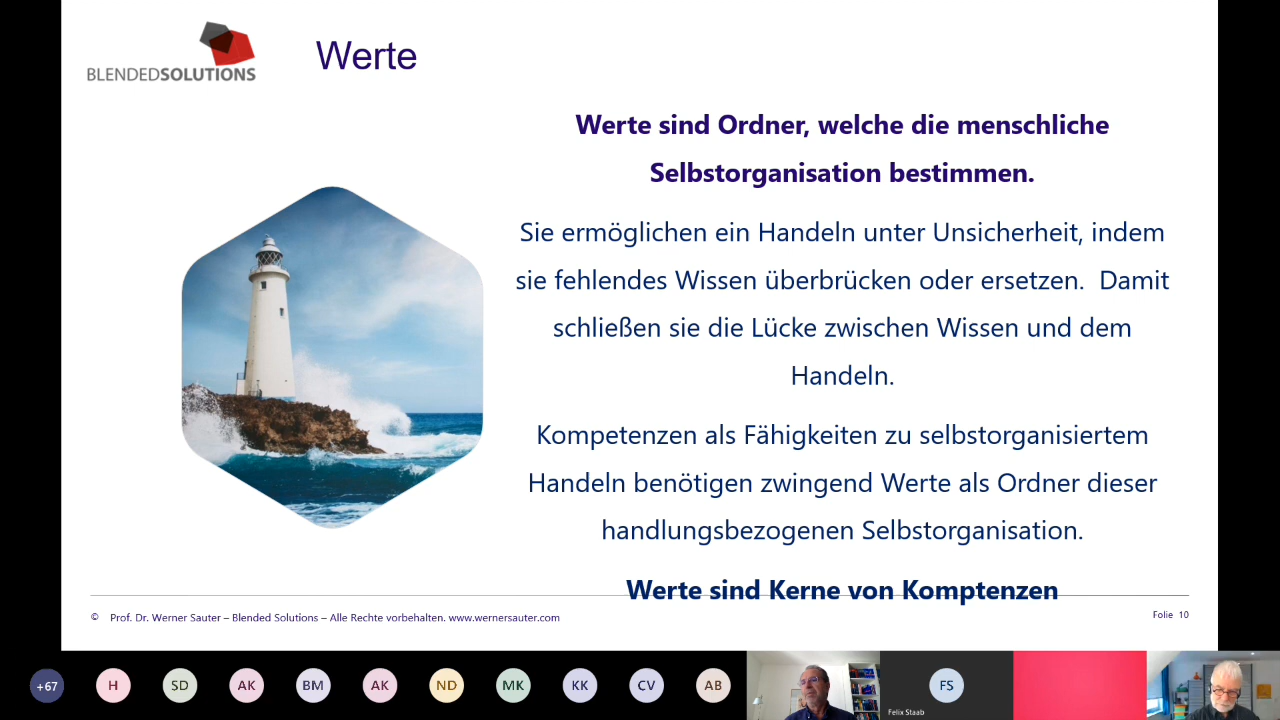 BLENDEDSOLUTIONS
Werte
Werte sind Ordner, welche die menschliche
Selbstorganisation bestimmen.
Sie ermöglichen ein Handeln unter Unsicherheit, indem
sie fehlendes Wissen überbrücken oder ersetzen.  Damit
schließen sie die Lücke zwischen Wissen und dem
Handeln.
Kompetenzen als Fähigkeiten zu selbstorganisiertem
Handeln benötigen zwingend Werte als Ordner dieser
handlungsbezogenen Selbstorganisation.
Werte sind Kerne von Komptenzen
© Prof. Dr. Werner Sauter – Blended Solutions – Alle Rechte vorbehalten. www.wernersauter.com
Folie 10
+67 H SD AK BM AK ND MK KK CV AB FS
Felix Staab